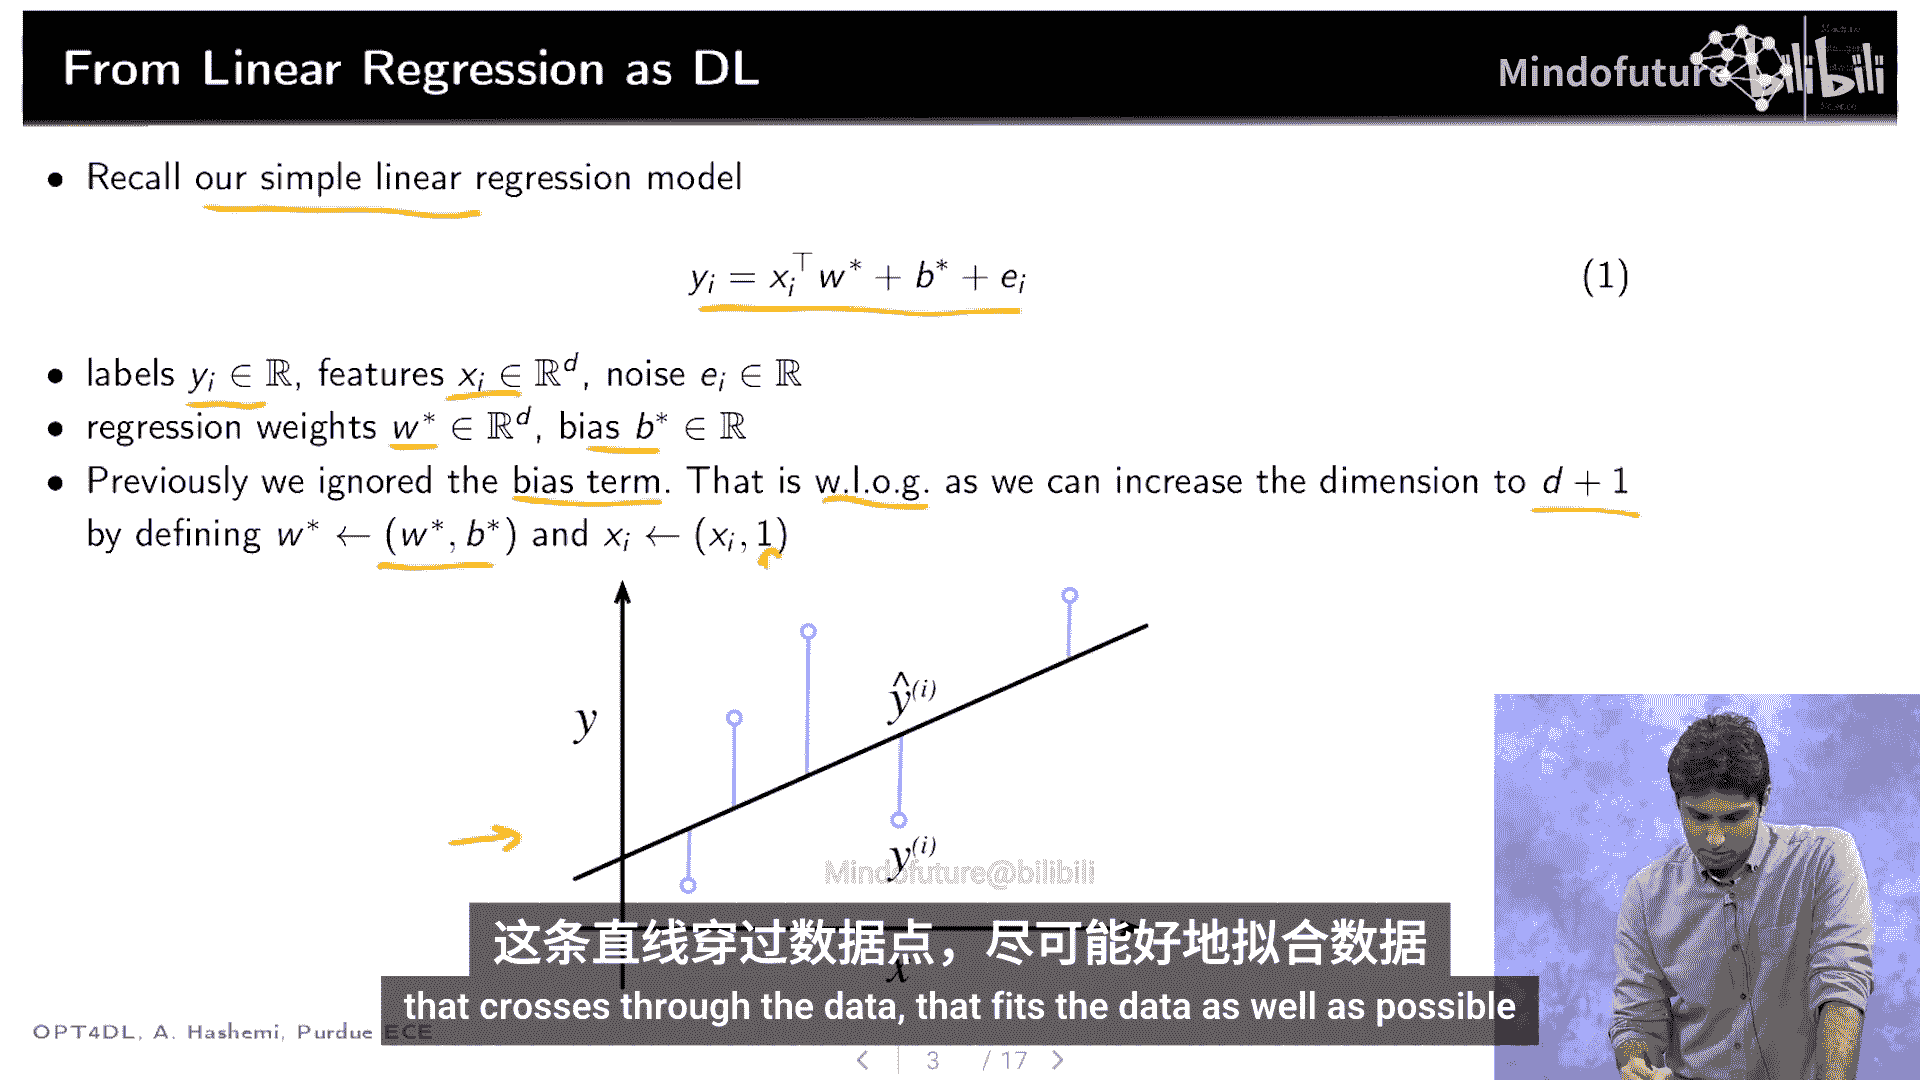 From Linear Regression as DL
Mindofuture
bilibili
• Recall our simple linear regression model
yᵢ = xᵢ⊤w* + b* + eᵢ (1)
• labels yᵢ ∈ ℝ, features xᵢ ∈ ℝᵈ, noise eᵢ ∈ ℝ
• regression weights w* ∈ ℝᵈ, bias b* ∈ ℝ
• Previously we ignored the bias term. That is w.l.o.g. as we can increase the dimension to d + 1
by defining w* ← (w*, b*) and xᵢ ← (xᵢ, 1)
ŷ⁽ⁱ⁾
y
y⁽ⁱ⁾
Mindofuture@bilibili
x
这条直线穿过数据点，尽可能好地拟合数据
that crosses through the data, that fits the data as well as possible
OPT4DL, A. Hashemi, Purdue ECE
3 / 17